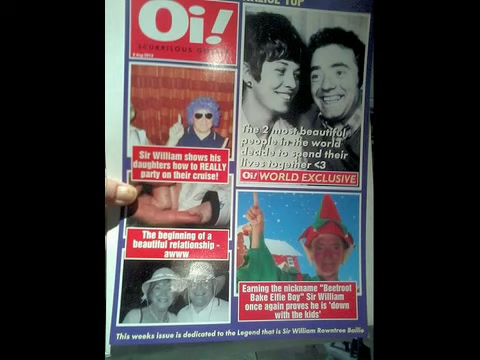 Oi!
SCURRILOUS
The 2 most beautiful
people in the world
decide to spend their
lives together <3
Oi! WORLD EXCLUSIVE
Sir William shows his
daughters how to REALLY
party on their cruise!
The beginning of a
beautiful relationship -
awww
Earning the nickname "Beetroot
Bake Elfie Boy" Sir William
once again proves he is 'down
with the kids'
This weeks issue is dedicated to the Legend that is Sir William Rowntree Baillie